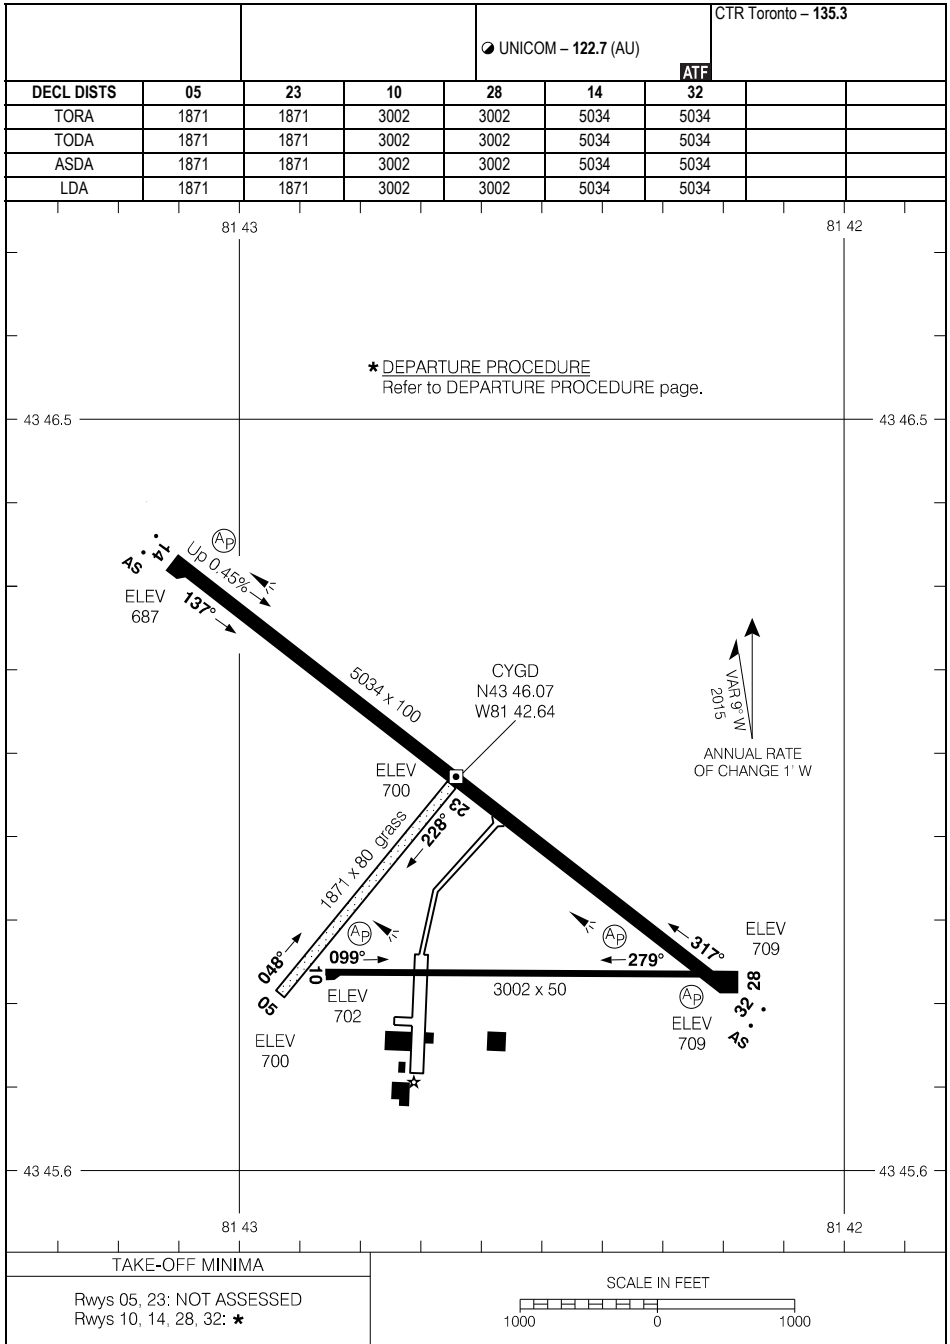 CTR Toronto – 135.3
UNICOM – 122.7 (AU)
ATF
DECL DISTS 05 23 10 28 14 32
TORA 1871 1871 3002 3002 5034 5034
TODA 1871 1871 3002 3002 5034 5034
ASDA 1871 1871 3002 3002 5034 5034
LDA 1871 1871 3002 3002 5034 5034
81 43 81 42
* DEPARTURE PROCEDURE
Refer to DEPARTURE PROCEDURE page.
43 46.5 43 46.5
14
AS
AP
Up 0.45%
ELEV
687
137°
5034 x 100
CYGD
N43 46.07
W81 42.64
VAR 9° W
2015
ANNUAL RATE
OF CHANGE 1' W
ELEV
700
23
228°
1871 x 80 grass
048°
05
ELEV
700
AP
099°
10
ELEV
702
3002 x 50
AP
279°
317°
ELEV
709
28
AP
32
AS
ELEV
709
43 45.6 43 45.6
81 43 81 42
TAKE-OFF MINIMA
Rwys 05, 23: NOT ASSESSED
Rwys 10, 14, 28, 32: *
SCALE IN FEET
1000 0 1000